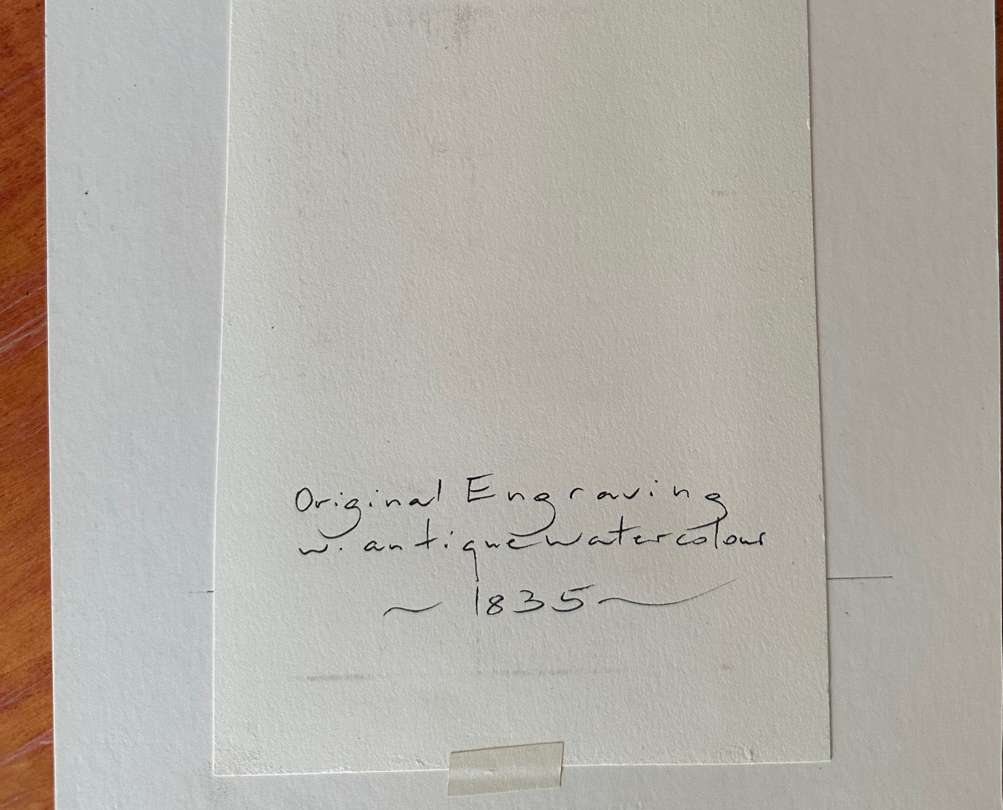 Original Engraving
w. antique watercolour
~ 1835 ~